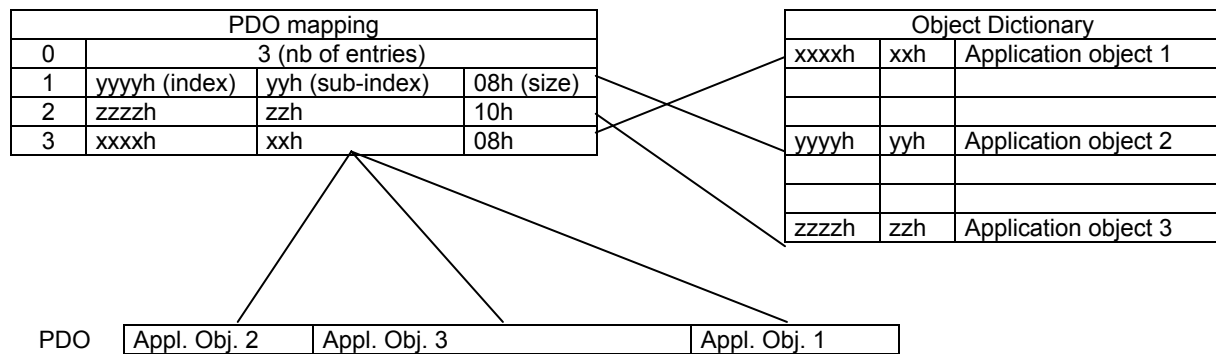 PDO mapping
0 3 (nb of entries)
1 yyyyh (index) yyh (sub-index) 08h (size)
2 zzzzh zzh 10h
3 xxxxh xxh 08h
Object Dictionary
xxxxh xxh Application object 1
yyyyh yyh Application object 2
zzzzh zzh Application object 3
PDO Appl. Obj. 2 Appl. Obj. 3 Appl. Obj. 1